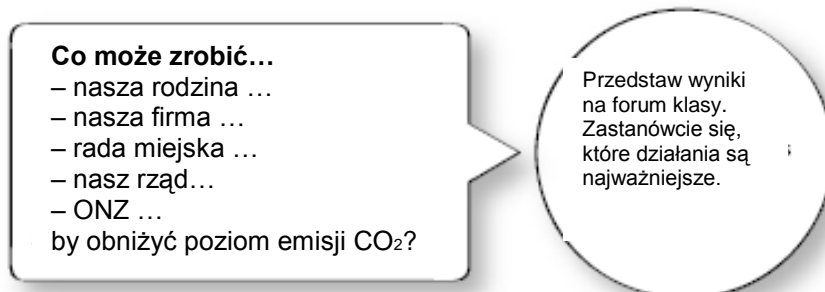 Co może zrobić…
– nasza rodzina …
– nasza firma …
– rada miejska …
– nasz rząd…
– ONZ …
by obniżyć poziom emisji CO₂?
Przedstaw wyniki
na forum klasy.
Zastanówcie się,
które działania są
najważniejsze.